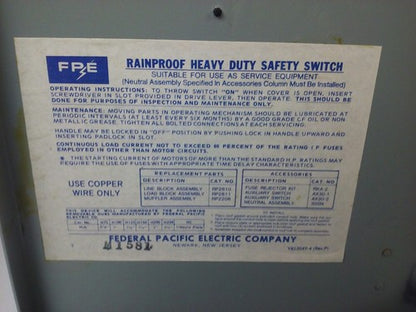 FPE
RAINPROOF HEAVY DUTY SAFETY SWITCH
SUITABLE FOR USE AS SERVICE EQUIPMENT
(Neutral Assembly Specified in Accessories Column Must Be Installed)
OPERATING INSTRUCTIONS: TO THROW SWITCH "ON" WHEN COVER IS OPEN, INSERT
SCREWDRIVER IN SLOT PROVIDED IN DRIVE LEVER, THEN OPERATE. THIS SHOULD BE
DONE FOR PURPOSES OF INSPECTION AND MAINTENANCE ONLY.
MAINTENANCE: MOVING PARTS IN OPERATING MECHANISM SHOULD BE LUBRICATED AT
PERIODIC INTERVALS (AT LEAST EVERY SIX MONTHS) BY A GOOD GRADE OF OIL OR NON
METALLIC GREASE. TIGHTEN ALL BOLTED CONNECTIONS AT EACH SERVICING.
HANDLE MAY BE LOCKED IN "OFF" POSITION BY PUSHING LOCK IN HANDLE UPWARD AND
INSERTING PADLOCK IN SLOT.
CONTINUOUS LOAD CURRENT NOT TO EXCEED 80 PERCENT OF THE RATING IF FUSES
EMPLOYED IN OTHER THAN MOTOR CIRCUITS.
THE STARTING CURRENT OF MOTORS OF MORE THAN THE STANDARD H.P. RATINGS MAY
REQUIRE THE USE OF FUSES WITH APPROPRIATE TIME DELAY CHARACTERISTICS.
USE COPPER
WIRE ONLY
REPLACEMENT PARTS
DESCRIPTION CAT. NO.
LINE BLOCK ASSEMBLY
LOAD BLOCK ASSEMBLY
MUFFLER ASSEMBLY
ACCESSORIES
DESCRIPTION CAT. NO.
FUSE REJECTOR KIT
AUXILIARY SWITCH
AUXILIARY SWITCH
NEUTRAL ASSEMBLY
TO INSTALL
THIS DEVICE WILL ACCOMMODATE THE FOLLOWING
FEDERAL PACIFIC ELECTRIC COMPANY
NEWARK, NEW JERSEY